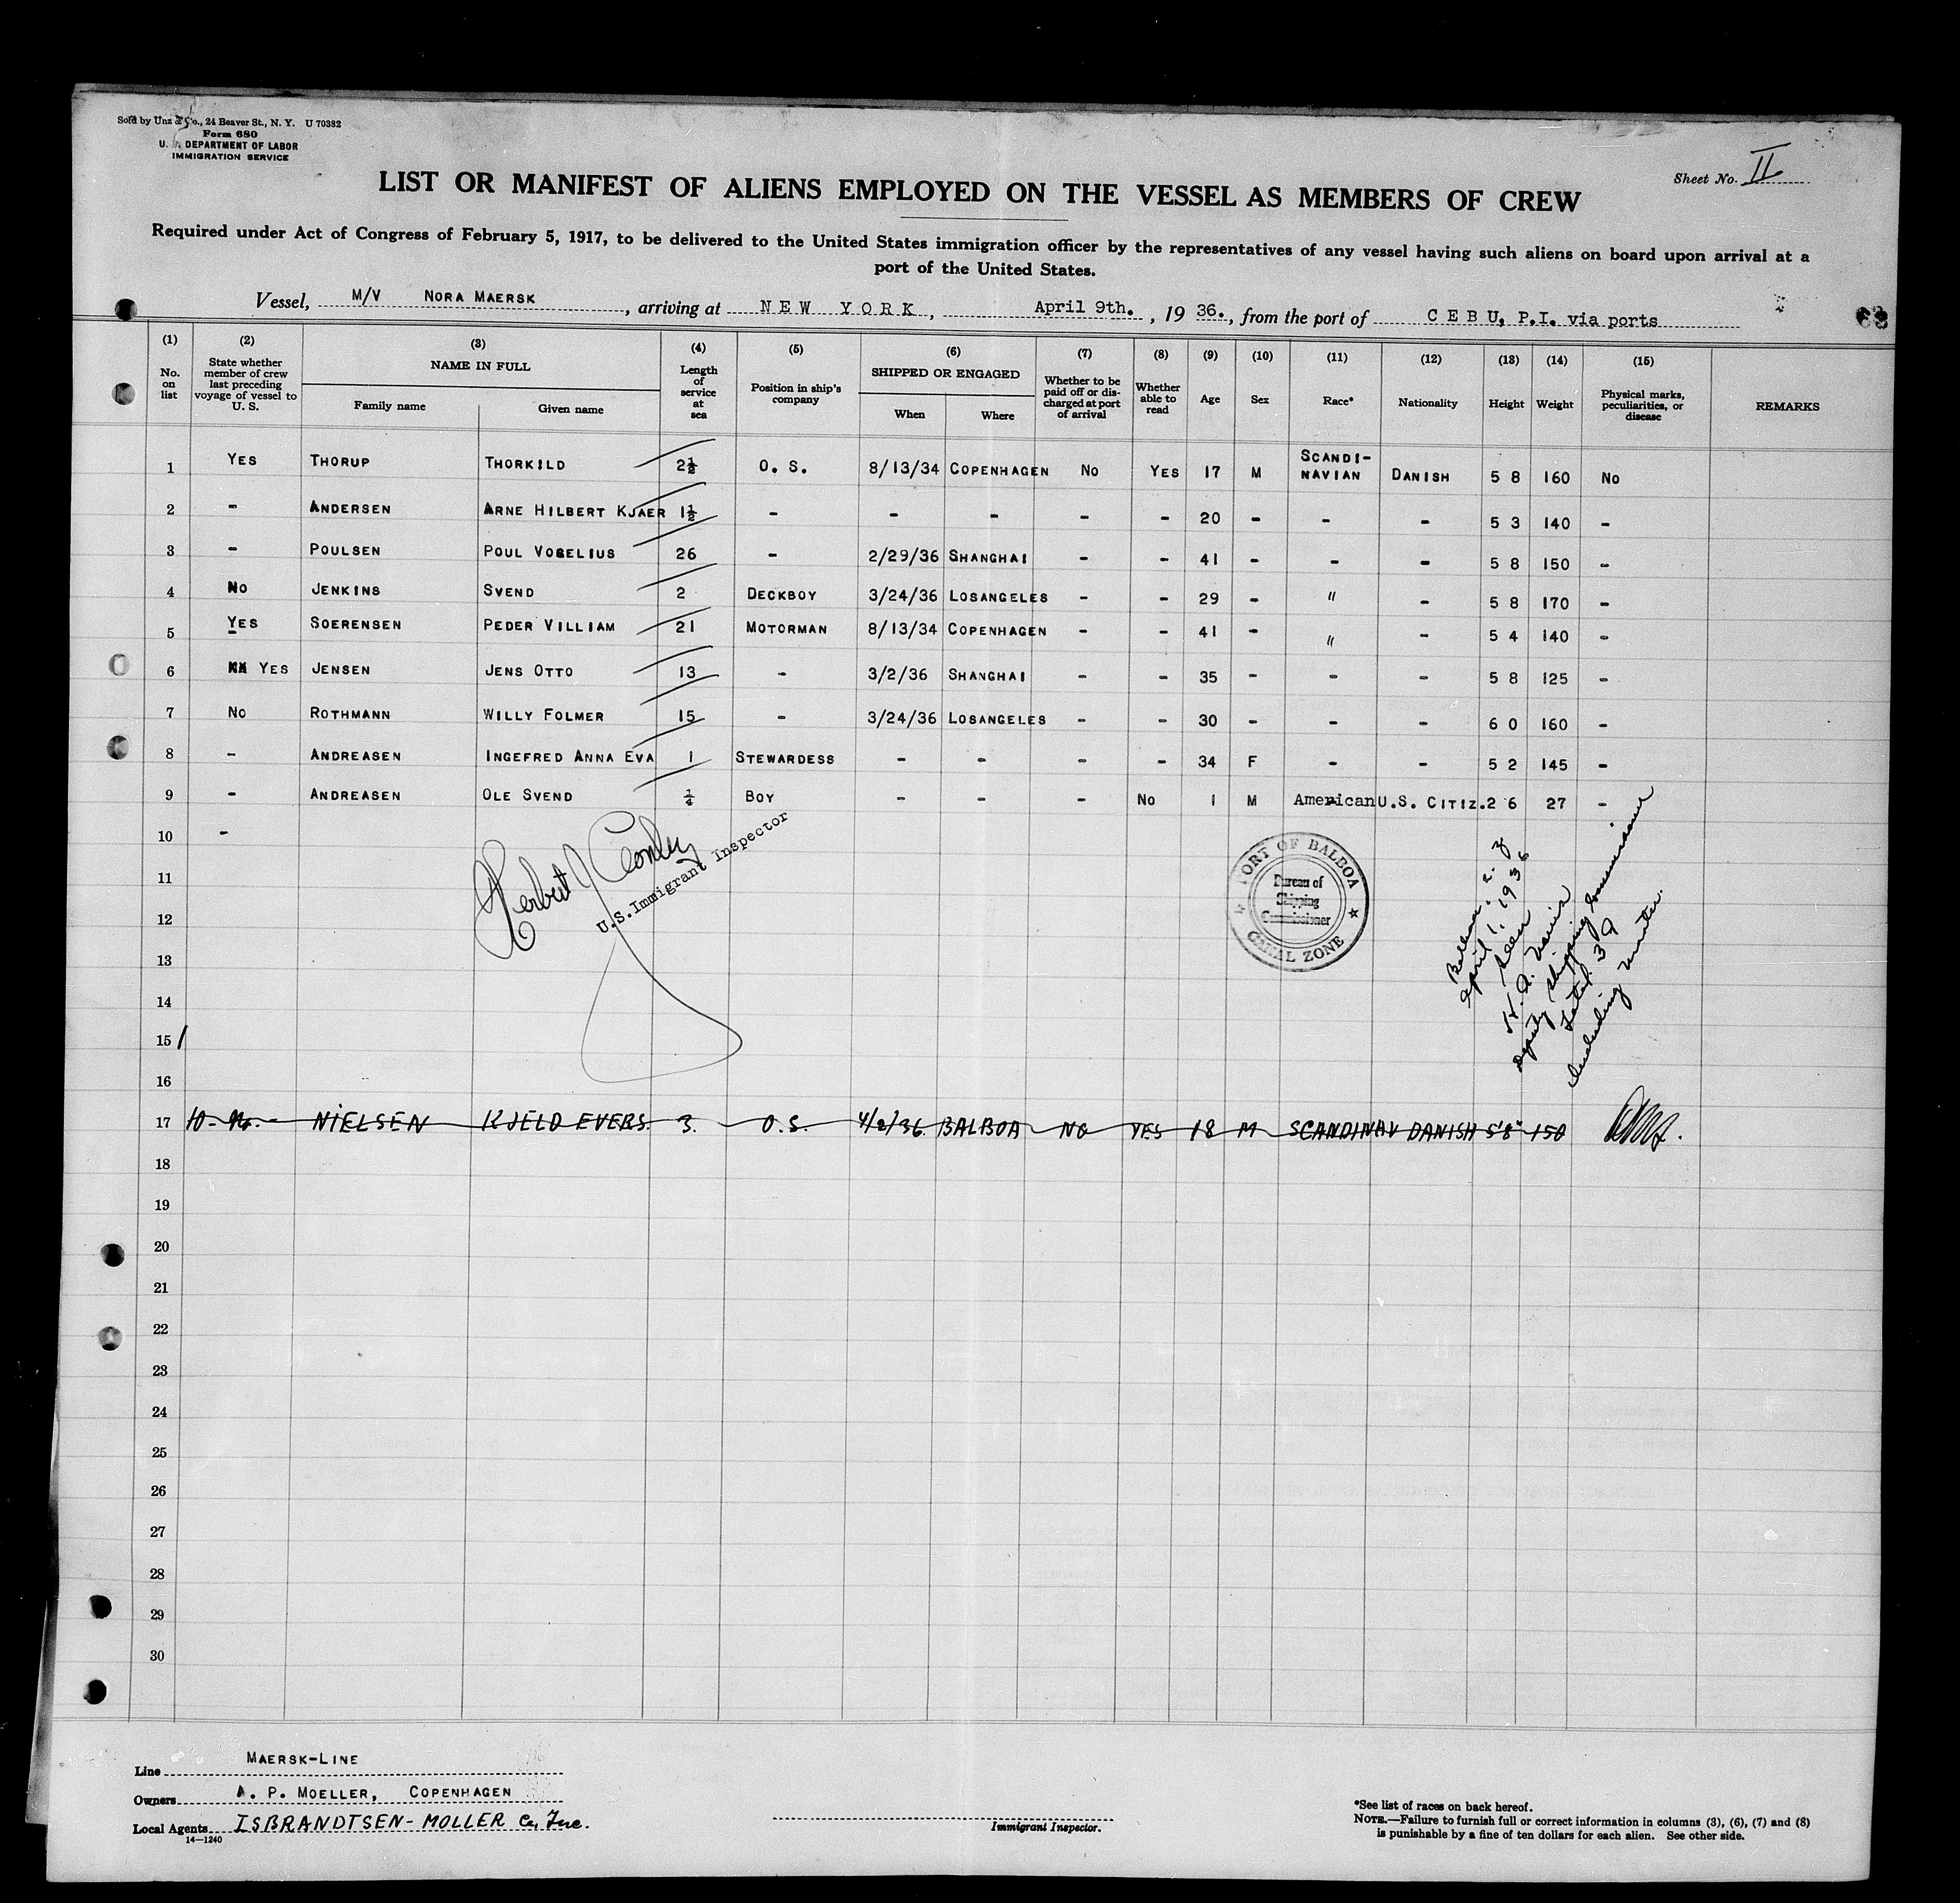 Sold by Unz & Co., 24 Beaver St., N. Y. U 70382
Form 680
U. S. DEPARTMENT OF LABOR
IMMIGRATION SERVICE
Sheet No. II
LIST OR MANIFEST OF ALIENS EMPLOYED ON THE VESSEL AS MEMBERS OF CREW
Required under Act of Congress of February 5, 1917, to be delivered to the United States immigration officer by the representatives of any vessel having such aliens on board upon arrival at a
port of the United States.
Vessel, M/V NORA MAERSK, arriving at NEW YORK, April 9th., 1936., from the port of CEBU, P.I. via ports
63
(1) No. on list
(2) State whether member of crew last preceding voyage of vessel to U. S.
(3) NAME IN FULL Family name Given name
(4) Length of service at sea
(5) Position in ship's company
(6) SHIPPED OR ENGAGED When Where
(7) Whether to be paid off or discharged at port of arrival
(8) Whether able to read
(9) Age
(10) Sex
(11) Race*
(12) Nationality
(13) Height
(14) Weight
(15) Physical marks, peculiarities, or disease
REMARKS
1 YES THORUP THORKILD 2½ O. S. 8/13/34 COPENHAGEN NO YES 17 M SCANDI-NAVIAN DANISH 5 8 160 NO
2 - ANDERSEN ARNE HILBERT KJAER 1½ - - - - - 20 - - - 5 3 140 -
3 - POULSEN POUL VOSELIUS 26 - 2/29/36 SHANGHAI - - 41 - - - 5 8 150 -
4 NO JENKINS SVEND 2 DECKBOY 3/24/36 LOSANGELES - - 29 - " - 5 8 170 -
5 YES SOERENSEN PEDER VILLIAM 21 MOTORMAN 8/13/34 COPENHAGEN - - 41 - " - 5 4 140 -
6 YES JENSEN JENS OTTO 13 - 3/2/36 SHANGHAI - - 35 - - - 5 8 125 -
7 NO ROTHMANN WILLY FOLMER 15 - 3/24/36 LOSANGELES - - 30 - - - 6 0 160 -
8 - ANDREASEN INGEFRED ANNA EVA 1 STEWARDESS - - - - 34 F - - 5 2 145 -
9 - ANDREASEN OLE SVEND ¼ BOY - - - NO 1 M American U.S. CITIZ. 2 6 27 -
10 -
11
12
13
14
15
16
17 10- No. - NIELSEN KJELD EVERS. 3. O.S. 4/2/36. BALBOA NO YES 18 M SCANDINAV DANISH 5'8" 150
18
19
20
21
22
23
24
25
26
27
28
29
30
Herbert J Conley
U.S. Immigrant Inspector
PORT OF BALBOA
Bureau of
Shipping
Commissioner
CANAL ZONE
Balboa, C. Z
April 1, 1936
Seen
Deputy Shipping Commissioner
Total 39
Including master.
Line MAERSK-LINE
Owners A. P. MOELLER, COPENHAGEN
Local Agents ISBRANDTSEN-MOLLER Co, Inc.
14—1240
Immigrant Inspector.
*See list of races on back hereof.
NOTE.—Failure to furnish full or correct information in columns (3), (6), (7) and (8)
is punishable by a fine of ten dollars for each alien. See other side.